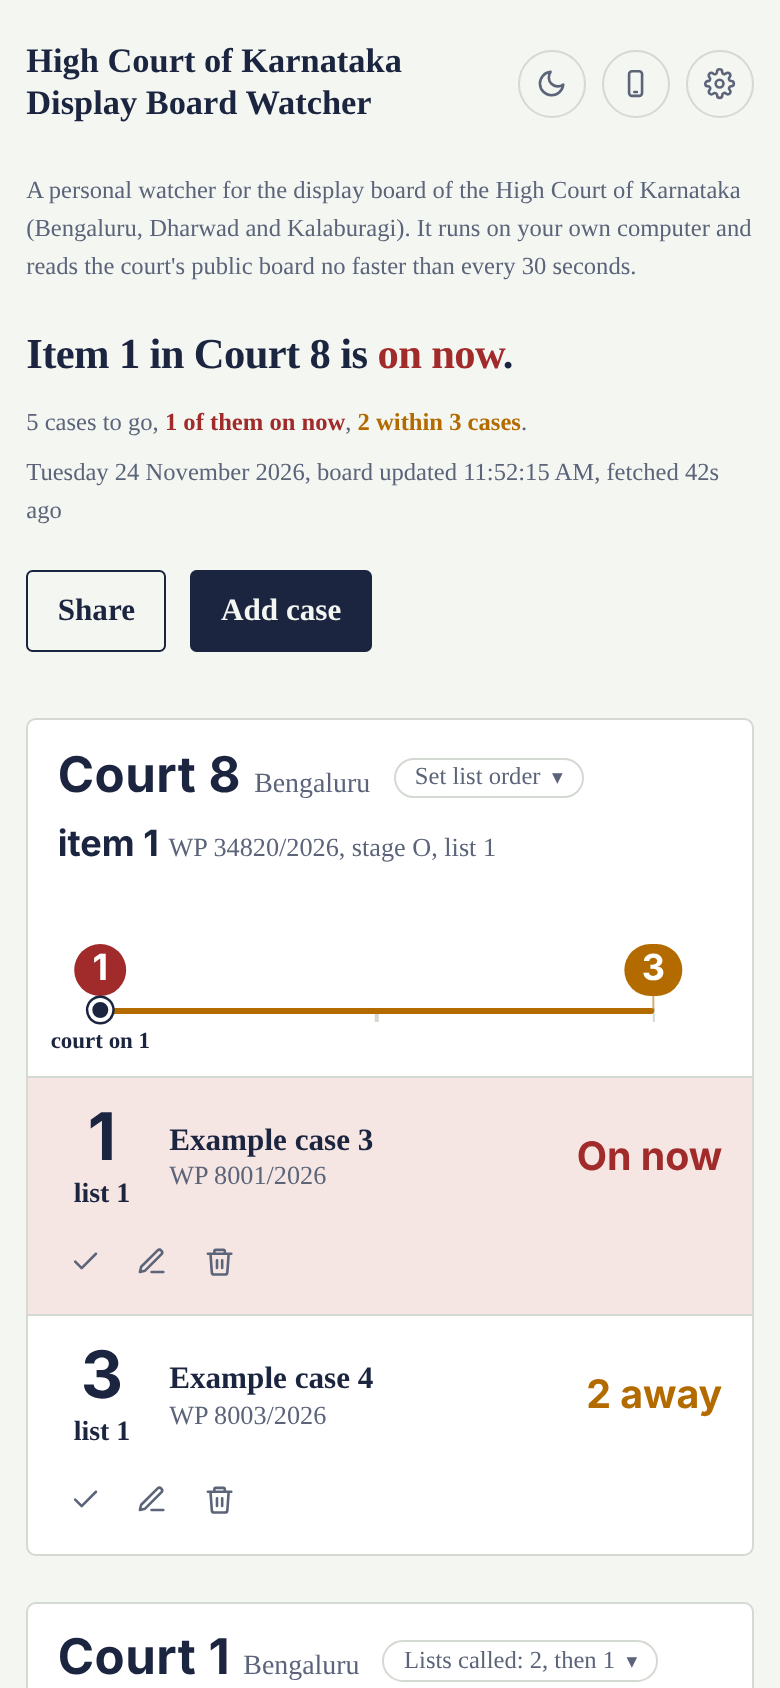 High Court of Karnataka
Display Board Watcher
A personal watcher for the display board of the High Court of Karnataka
(Bengaluru, Dharwad and Kalaburagi). It runs on your own computer and
reads the court's public board no faster than every 30 seconds.
Item 1 in Court 8 is on now.
5 cases to go, 1 of them on now, 2 within 3 cases.
Tuesday 24 November 2026, board updated 11:52:15 AM, fetched 42s
ago
Share Add case
Court 8 Bengaluru Set list order ▾
item 1 WP 34820/2026, stage O, list 1
1 3
court on 1
1 Example case 3 On now
list 1 WP 8001/2026
3 Example case 4 2 away
list 1 WP 8003/2026
Court 1 Bengaluru Lists called: 2, then 1 ▾